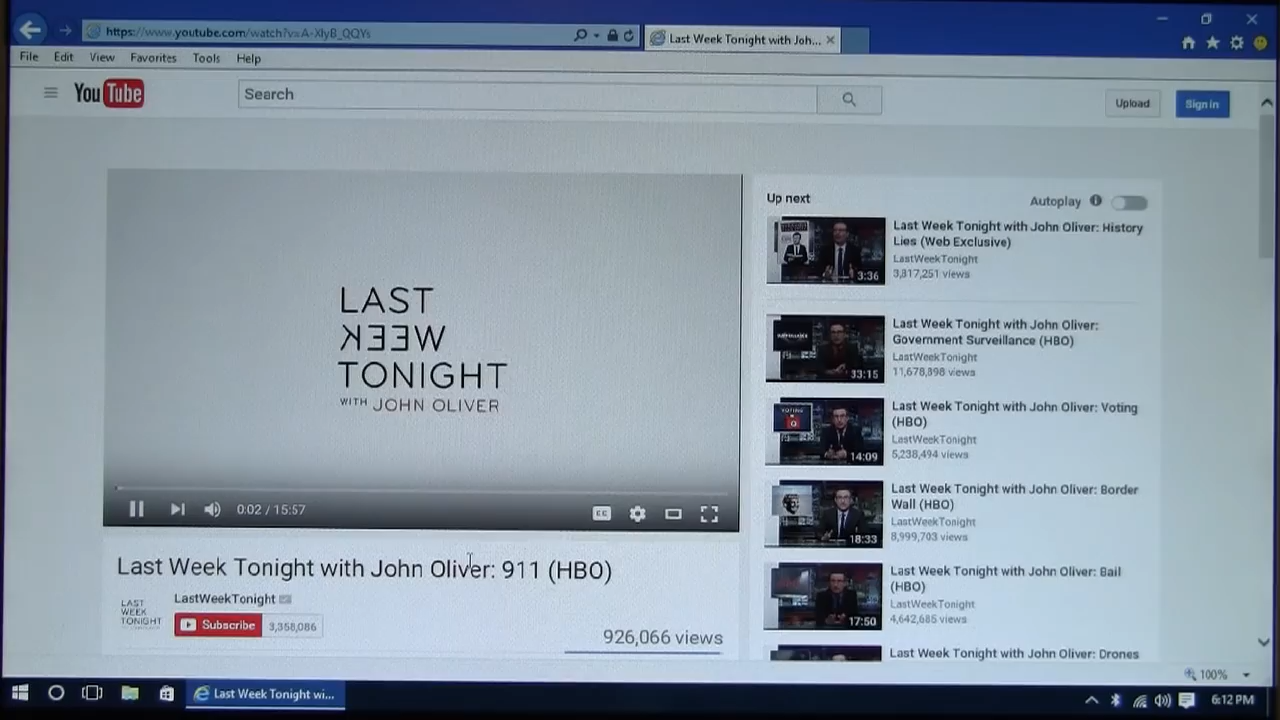 https://www.youtube.com/watch?v=A-XlyB_QQYs
Last Week Tonight with Joh...
File Edit View Favorites Tools Help
YouTube
Search
Upload
Sign in
LAST
WEEK
TONIGHT
WITH JOHN OLIVER
0:02 / 15:57
CC
Last Week Tonight with John Oliver: 911 (HBO)
LAST
WEEK
TONIGHT
LastWeekTonight
Subscribe 3,358,086
926,066 views
Up next
Autoplay
3:36
Last Week Tonight with John Oliver: History
Lies (Web Exclusive)
LastWeekTonight
3,317,251 views
33:15
Last Week Tonight with John Oliver:
Government Surveillance (HBO)
LastWeekTonight
11,678,398 views
VOTING
14:09
Last Week Tonight with John Oliver: Voting
(HBO)
LastWeekTonight
5,238,494 views
18:33
Last Week Tonight with John Oliver: Border
Wall (HBO)
LastWeekTonight
8,999,703 views
17:50
Last Week Tonight with John Oliver: Bail
(HBO)
LastWeekTonight
4,642,685 views
Last Week Tonight with John Oliver: Drones
100%
Last Week Tonight wi...
6:12 PM